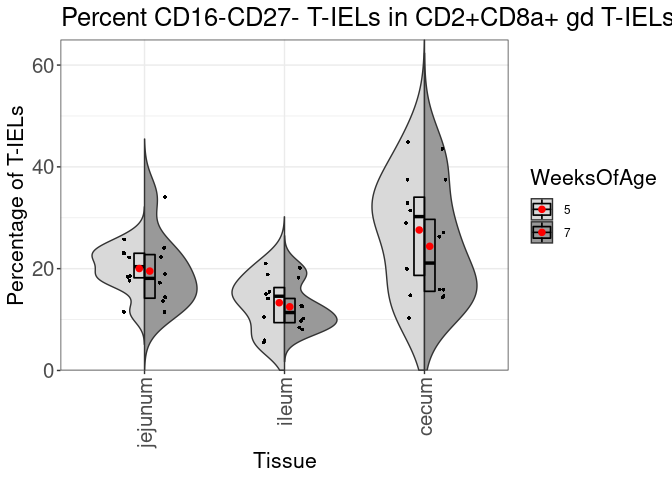 Percent CD16-CD27- T-IELs in CD2+CD8a+ gd T-IELs
Percentage of T-IELs
60
40
20
0
jejunum
ileum
cecum
Tissue
WeeksOfAge
5
7